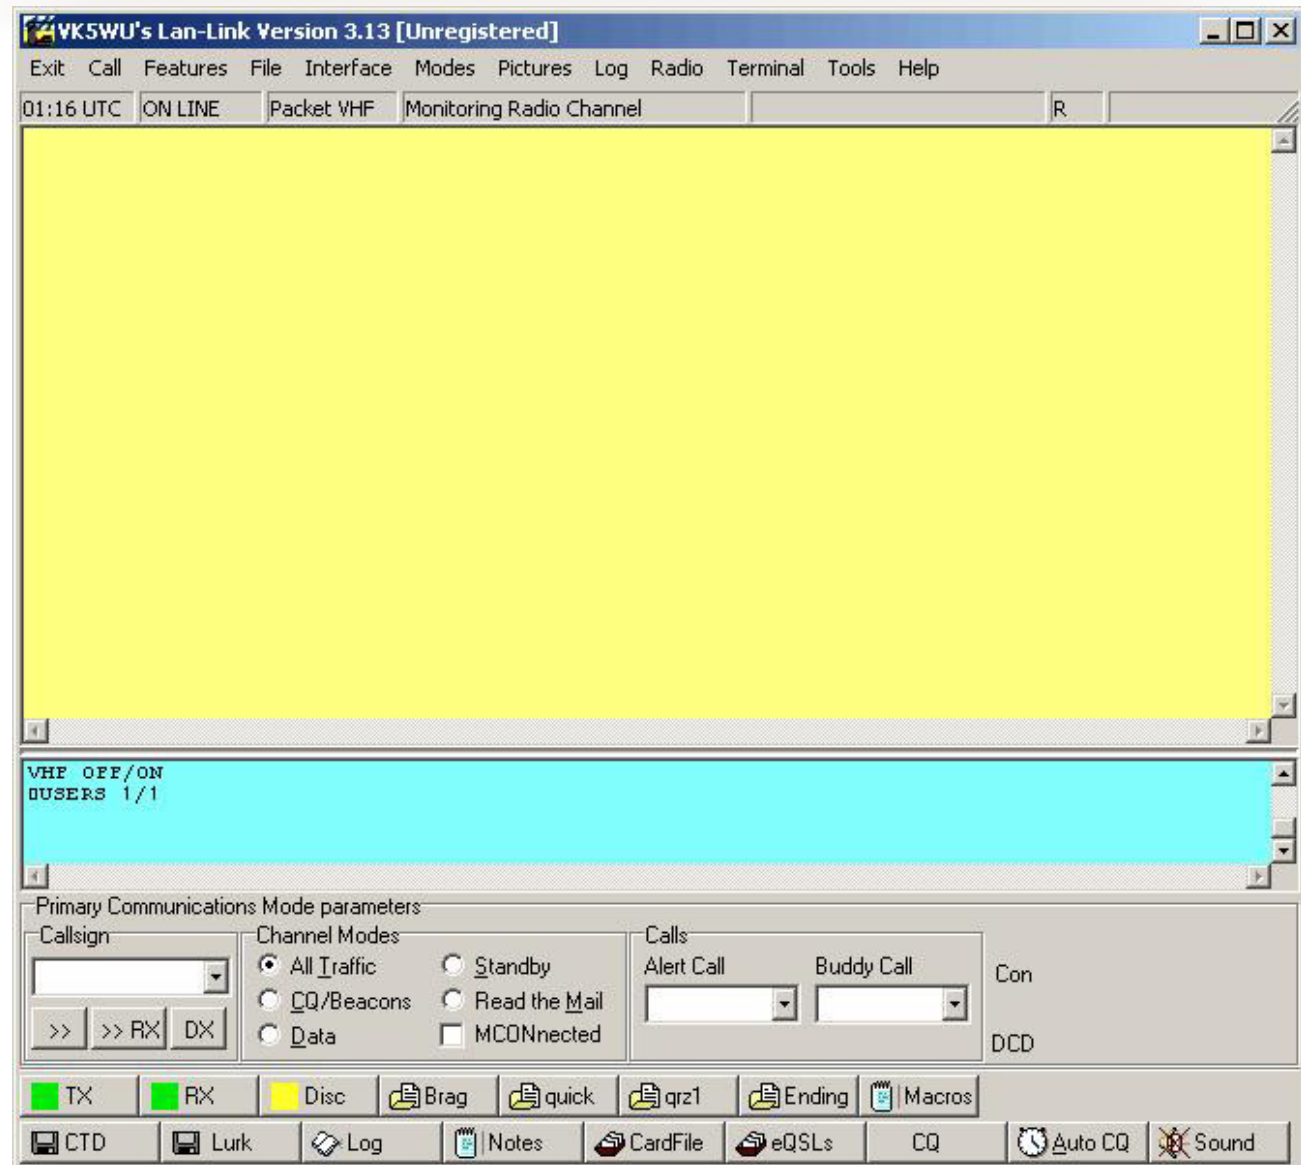 VK5WU's Lan-Link Version 3.13 [Unregistered]
Exit Call Features File Interface Modes Pictures Log Radio Terminal Tools Help
01:16 UTC ON LINE Packet VHF Monitoring Radio Channel R
VHF OFF/ON
USERS 1/1
Primary Communications Mode parameters
Callsign Channel Modes Calls
All Traffic Standby Alert Call Buddy Call Con
CQ/Beacons Read the Mail
>> >> RX DX Data MCONnected DCD
TX RX Disc Brag quick qrz1 Ending Macros
CTD Lurk Log Notes CardFile eQSLs CQ Auto CQ Sound